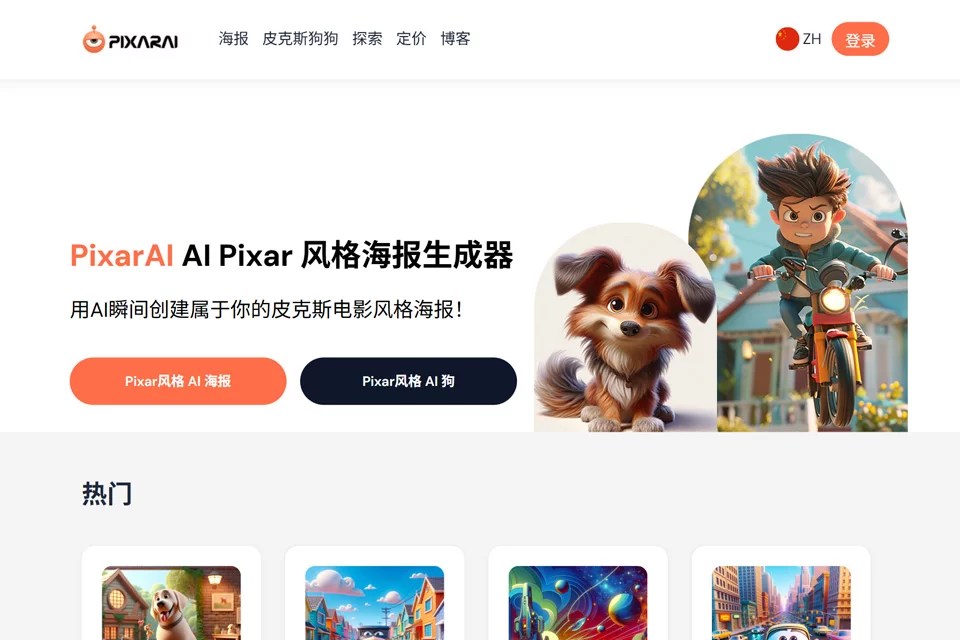 PIXARAI
海报 皮克斯狗狗 探索 定价 博客
ZH
登录
PixarAI AI Pixar 风格海报生成器
用AI瞬间创建属于你的皮克斯电影风格海报！
Pixar风格 AI 海报
Pixar风格 AI 狗
热门